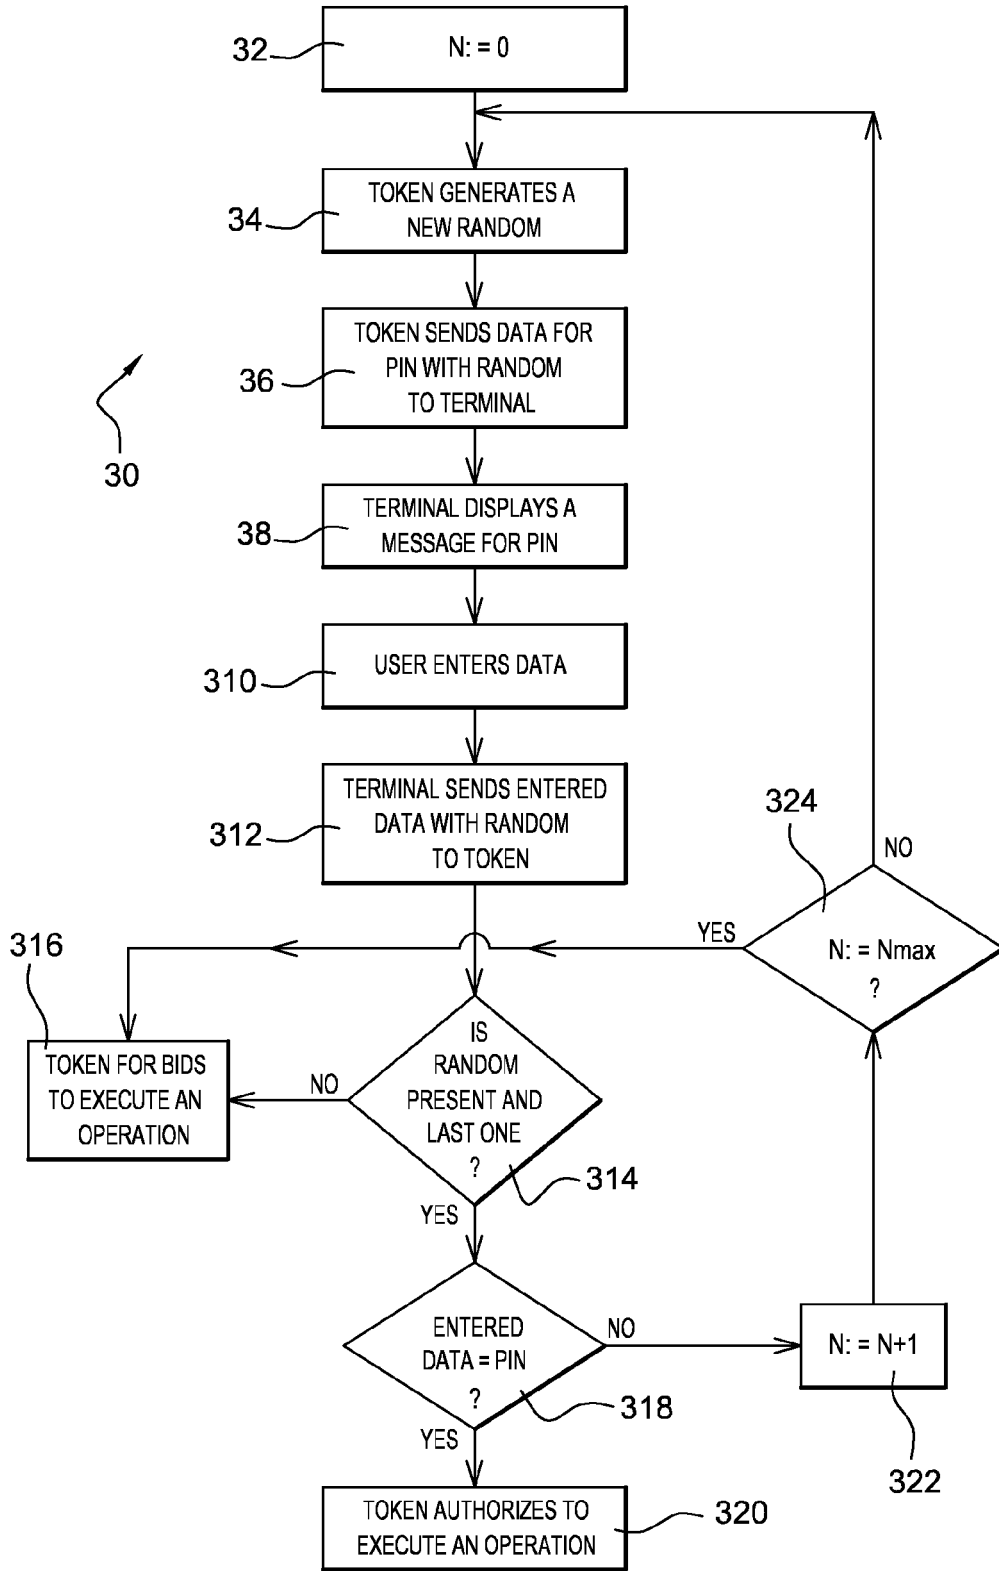 32
N: = 0
34
TOKEN GENERATES A
NEW RANDOM
36
TOKEN SENDS DATA FOR
PIN WITH RANDOM
TO TERMINAL
30
38
TERMINAL DISPLAYS A
MESSAGE FOR PIN
310
USER ENTERS DATA
312
TERMINAL SENDS ENTERED
DATA WITH RANDOM
TO TOKEN
324
NO
YES
N: = Nmax
?
316
TOKEN FOR BIDS
TO EXECUTE AN
OPERATION
NO
IS
RANDOM
PRESENT AND
LAST ONE
?
314
YES
ENTERED
DATA = PIN
?
NO
318
N: = N+1
322
YES
TOKEN AUTHORIZES TO
EXECUTE AN OPERATION
320